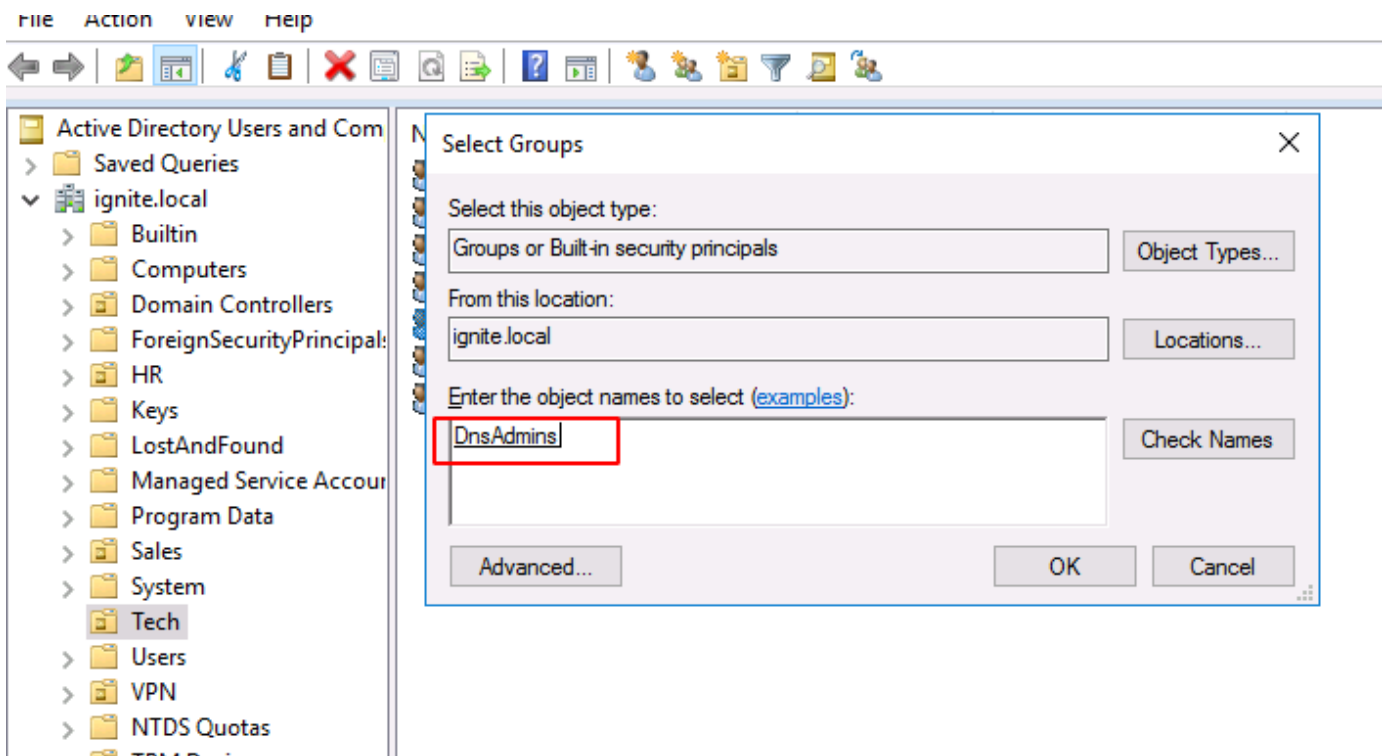 File Action View Help
Active Directory Users and Com
Saved Queries
ignite.local
Builtin
Computers
Domain Controllers
ForeignSecurityPrincipals
HR
Keys
LostAndFound
Managed Service Accour
Program Data
Sales
System
Tech
Users
VPN
NTDS Quotas
N
Select Groups
Select this object type:
Groups or Built-in security principals
Object Types...
From this location:
ignite.local
Locations...
Enter the object names to select (examples):
DnsAdmins
Check Names
Advanced...
OK
Cancel